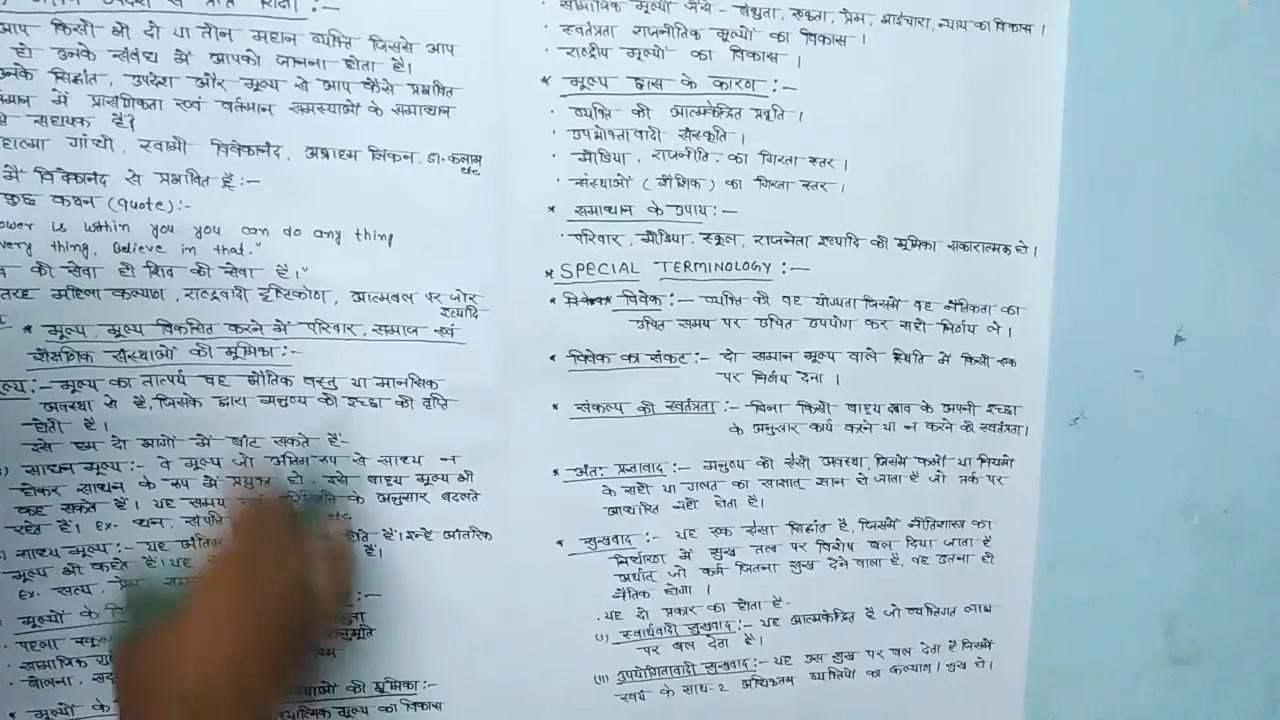 आप किसी भी दो या तीन महान व्यक्ति जिससे आप
हो उनके संबंध में आपको जानना होता है।
उनके सिद्धांत, उपदेश और मूल्य से आप कैसे प्रभावित
में प्रासंगिकता एवं वर्तमान समस्याओं के समाधान
सहायक है?
गांधी, स्वामी विवेकानंद, अब्राहम लिंकन, डा. कलाम etc
मैं विवेकानंद से प्रभावित हूँ:-
कुछ कथन (quote):-
is within you you can do any thing
very thing, Believe in that."
की सेवा ही शिव की सेवा है।"
तरह महिला कल्याण, राष्ट्रवादी दृष्टिकोण, आत्मबल पर जोर इत्यादि
* मूल्य, मूल्य विकसित करने में परिवार, समाज एवं
शैक्षणिक संस्थाओं की भूमिका:-
:- मूल्य का तात्पर्य वह भौतिक वस्तु या मानसिक
अवस्था से है, जिसके द्वारा मनुष्य की इच्छा की तृप्ति
होती है।
इसे हम दो भागों में बांट सकते हैं-
साधन मूल्य:- वे मूल्य जो अंतिम रूप से साध्य न
होकर साधन के रूप में प्रयुक्त हो इसे बाह्य मूल्य भी
कह सकते हैं। यह समय के अनुसार बदलते
रहते हैं। Ex. धन, संपत्ति etc.
साध्य मूल्य:- यह अंतिम होते हैं। इन्हें आंतरिक
मूल्य भी कहते हैं। यह है।
Ex. सत्य,
मूल्यों के :-
पहला स्कूल
सामाजिक
बोलना,
की भूमिका:-
* मूल्यों के मूल्य का विकास
· सामाजिक मूल्यों जैसे - बंधुता, एकता, प्रेम, भाईचारा, न्याय का विकास।
· स्वतंत्रता राजनीतिक मूल्यों का विकास।
· राष्ट्रीय मूल्यों का विकास।
* मूल्य ह्रास के कारण:-
· व्यक्ति की आत्मकेन्द्रित प्रवृति।
· उपभोक्तावादी संस्कृति।
· मीडिया, राजनीति का गिरता स्तर।
· संस्थाओं (शैक्षिक) का गिरता स्तर।
* समाधान के उपाय:-
· परिवार, मीडिया, स्कूल, राजनेता इत्यादि की भूमिका सकारात्मक हो।
* SPECIAL TERMINOLOGY:-
* विवेक:- व्यक्ति की वह योग्यता जिसमें वह नैतिकता का
उचित समय पर उचित उपयोग कर सही निर्णय ले।
* विवेक का संकट:- दो समान मूल्य वाले स्थिति में किसी एक
पर निर्णय देना।
* संकल्प की स्वतंत्रता:- बिना किसी बाह्य दबाव के अपनी इच्छा
के अनुसार कार्य करने या न करने की स्वतंत्रता।
* अंतः प्रज्ञावाद:- मनुष्य की ऐसी अवस्था, जिसमें कर्मों या नियमों
के सही या गलत का साक्षात् ज्ञान हो जाता है जो तर्क पर
आधारित नहीं होता है।
* सुखवाद:- यह एक ऐसा सिद्धांत है, जिसमें नीतिशास्त्र का
निर्धारण में सुख तत्व पर विशेष बल दिया जाता है
अर्थात् जो कर्म जितना सुख देने वाला है, वह उतना ही
नैतिक होगा।
· यह दो प्रकार का होता है-
(i) स्वार्थवादी सुखवाद:- यह आत्मकेन्द्रित है जो व्यक्तिगत लाभ
पर बल देता है।
(ii) उपयोगितावादी सुखवाद:- यह उस सुख पर बल देता है जिसमें
स्वयं के साथ-2 अधिकतम व्यक्तियों का कल्याण। सुख हो।